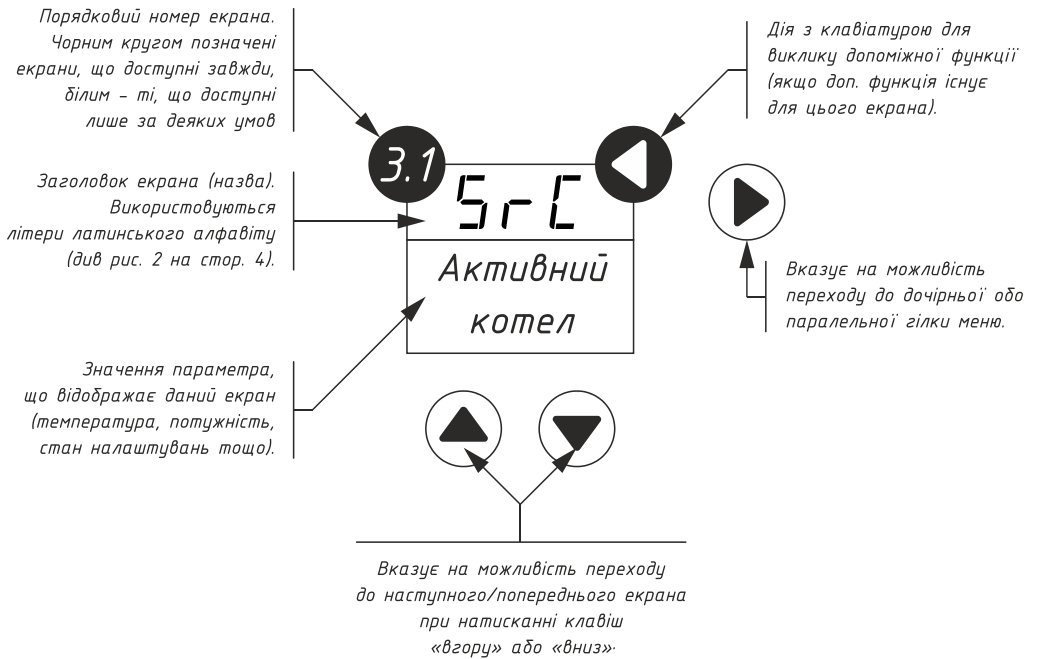 Порядковий номер екрана.
Чорним кругом позначені
екрани, що доступні завжди,
білим – ті, що доступні
лише за деяких умов
Дія з клавіатурою для
виклику допоміжної функції
(якщо доп. функція існує
для цього екрана).
3.1
Заголовок екрана (назва).
Використовуються
літери латинського алфавіту
(див рис. 2 на стор. 4).
SrC
Активний
котел
Вказує на можливість
переходу до дочірньої обо
паралельної гілки меню.
Значення параметра,
що відображає даний екран
(температура, потужність,
стан налаштувань тощо).
Вказує на можливість переходу
до наступного/попереднього екрана
при натисканні клавіш
«вгору» або «вниз».